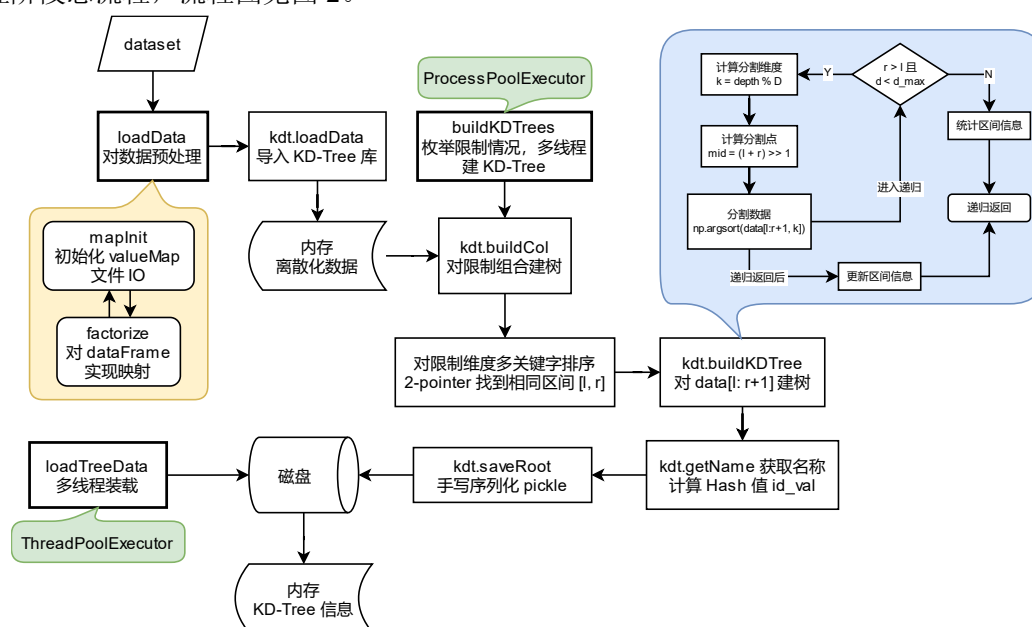 dataset
loadData
对数据预处理
kdt.loadData
导入 KD-Tree 库
ProcessPoolExecutor
buildKDTrees
枚举限制情况，多线程
建 KD-Tree
mapInit
初始化 valueMap
文件 IO
factorize
对 dataFrame
实现映射
内存
离散化数据
kdt.buildCol
对限制组合建树
计算分割维度
k = depth % D
Y
r > l 且
d < d_max
N
计算分割点
mid = (l + r) >> 1
统计区间信息
进入递归
分割数据
np.argsort(data[l:r+1, k])
递归返回
递归返回后
更新区间信息
对限制维度多关键字排序
2-pointer 找到相同区间 [l, r]
kdt.buildKDTree
对 data[l: r+1] 建树
loadTreeData
多线程装载
ThreadPoolExecutor
磁盘
kdt.saveRoot
手写序列化 pickle
kdt.getName 获取名称
计算 Hash 值 id_val
内存
KD-Tree 信息